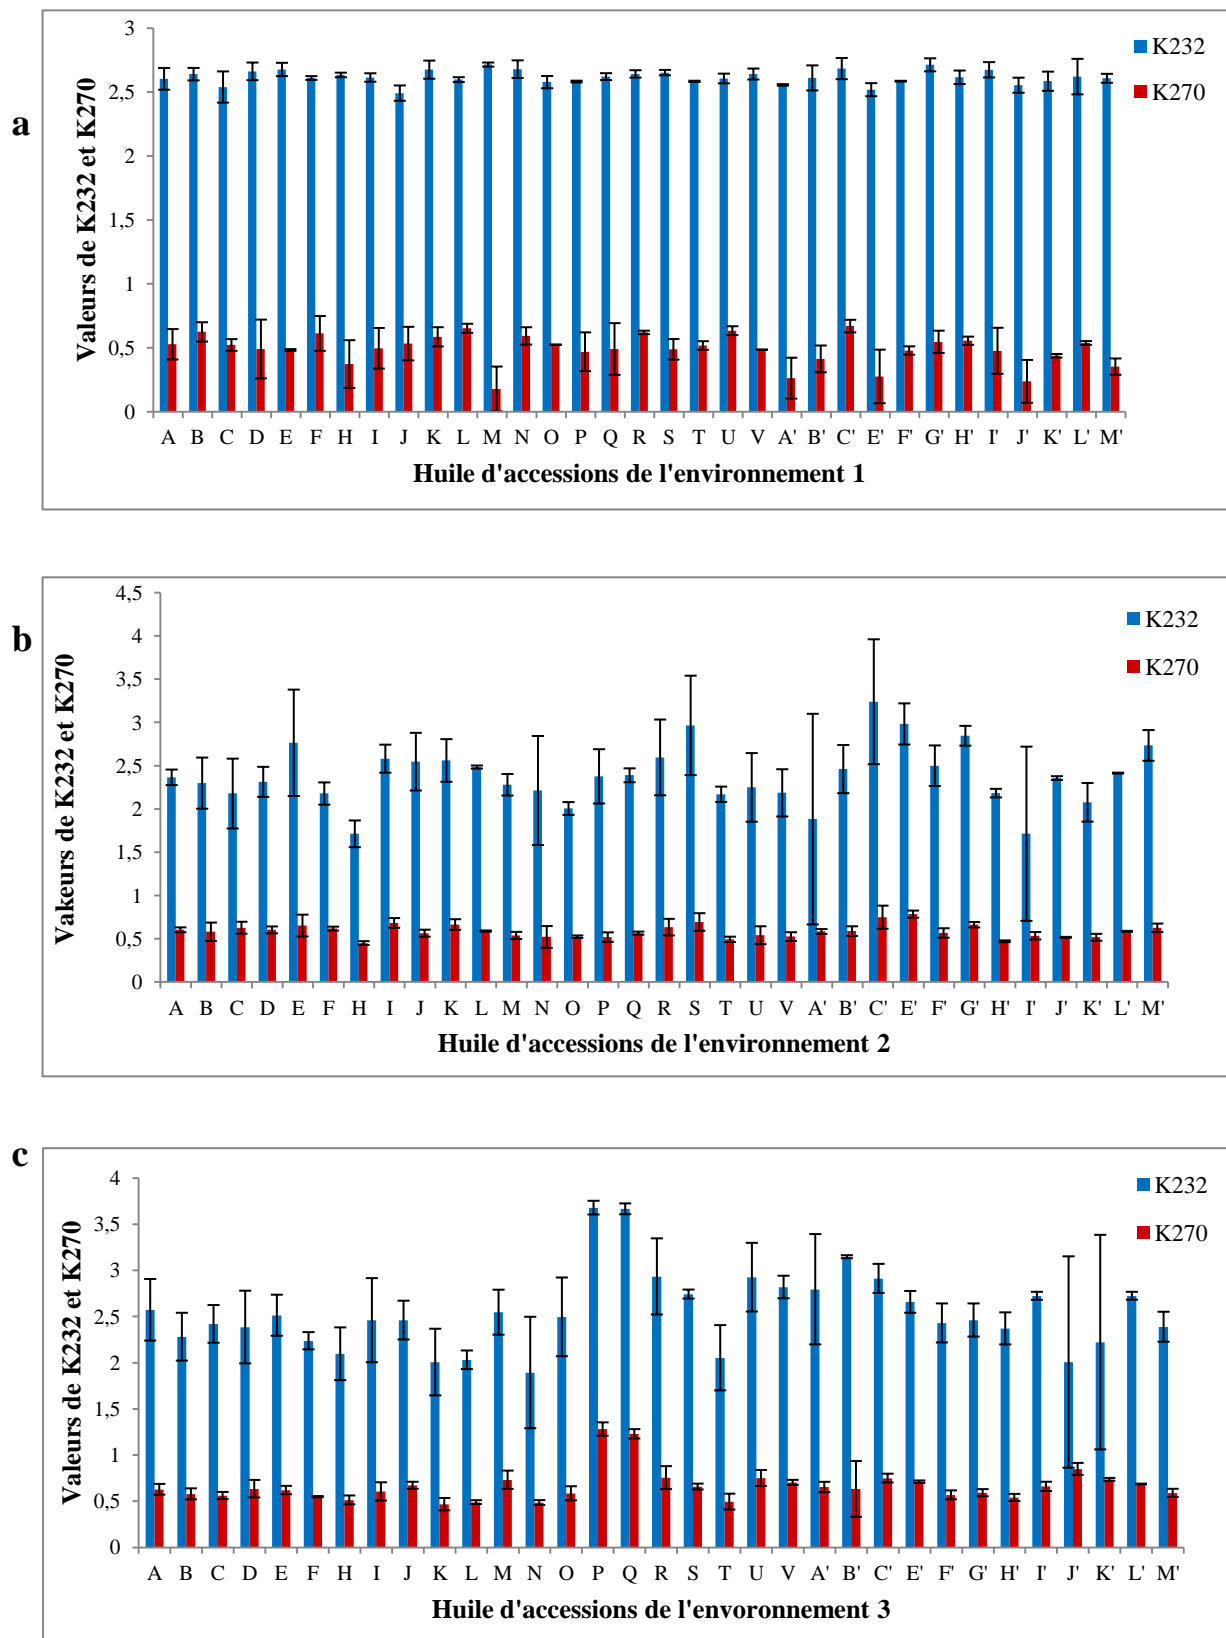 a
Valeurs de K232 et K270
3
2,5
2
1,5
1
0,5
0
K232
K270
A B C D E F H I J K L M N O P Q R S T U V A' B' C' E' F' G' H' I' J' K' L' M'
Huile d'accessions de l'environnement 1
b
Vakeurs de K232 et K270
4,5
4
3,5
3
2,5
2
1,5
1
0,5
0
K232
K270
A B C D E F H I J K L M N O P Q R S T U V A' B' C' E' F' G' H' I' J' K' L' M'
Huile d'accessions de l'environnement 2
c
Valeurs de K232 et K270
4
3,5
3
2,5
2
1,5
1
0,5
0
K232
K270
A B C D E F H I J K L M N O P Q R S T U V A' B' C' E' F' G' H' I' J' K' L' M'
Huile d'accessions de l'envoronnement 3